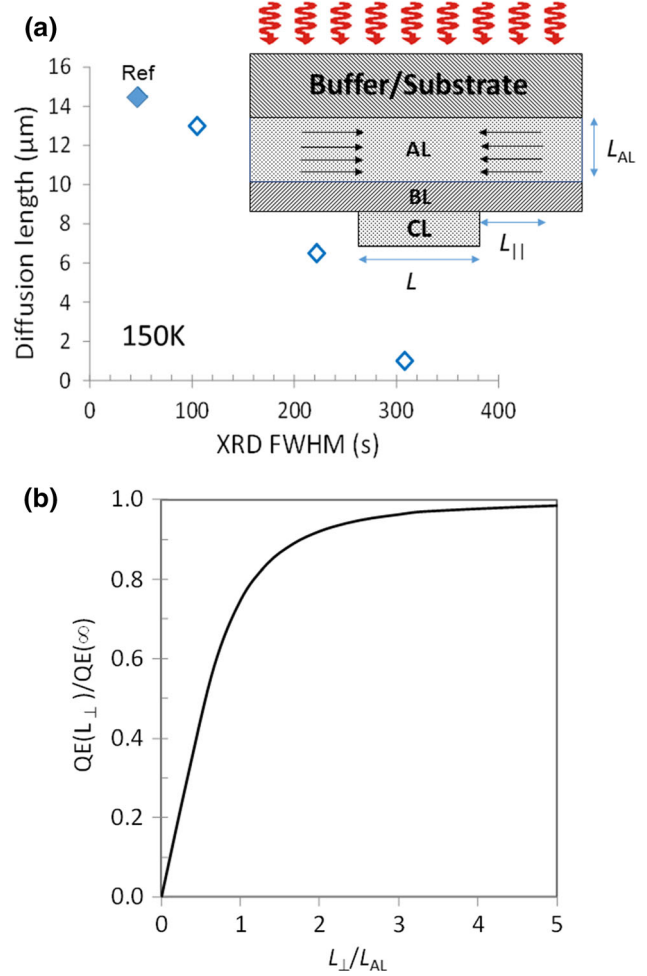 (a)
Ref
Diffusion length (µm)
16
14
12
10
8
6
4
2
0
150K
0 100 200 300 400
XRD FWHM (s)
Buffer/Substrate
AL
L_AL
BL
CL
L_||
L
(b)
QE(L_⊥)/QE(∞)
1.0
0.8
0.6
0.4
0.2
0.0
0 1 2 3 4 5
L_⊥/L_AL